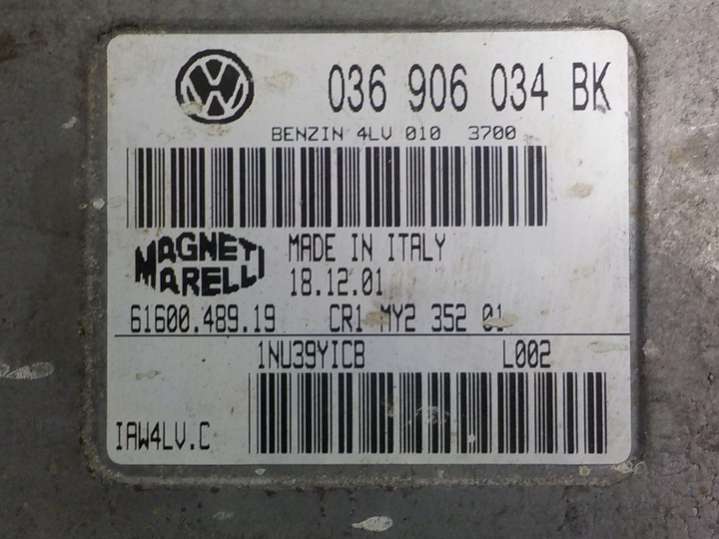 036 906 034 BK
BENZIN 4LV 010 3700
MAGNETI
MARELLI
MADE IN ITALY
18.12.01
61600.489.19 CR1 MY2 352 01
1NU39YICB L002
IAW4LV.C